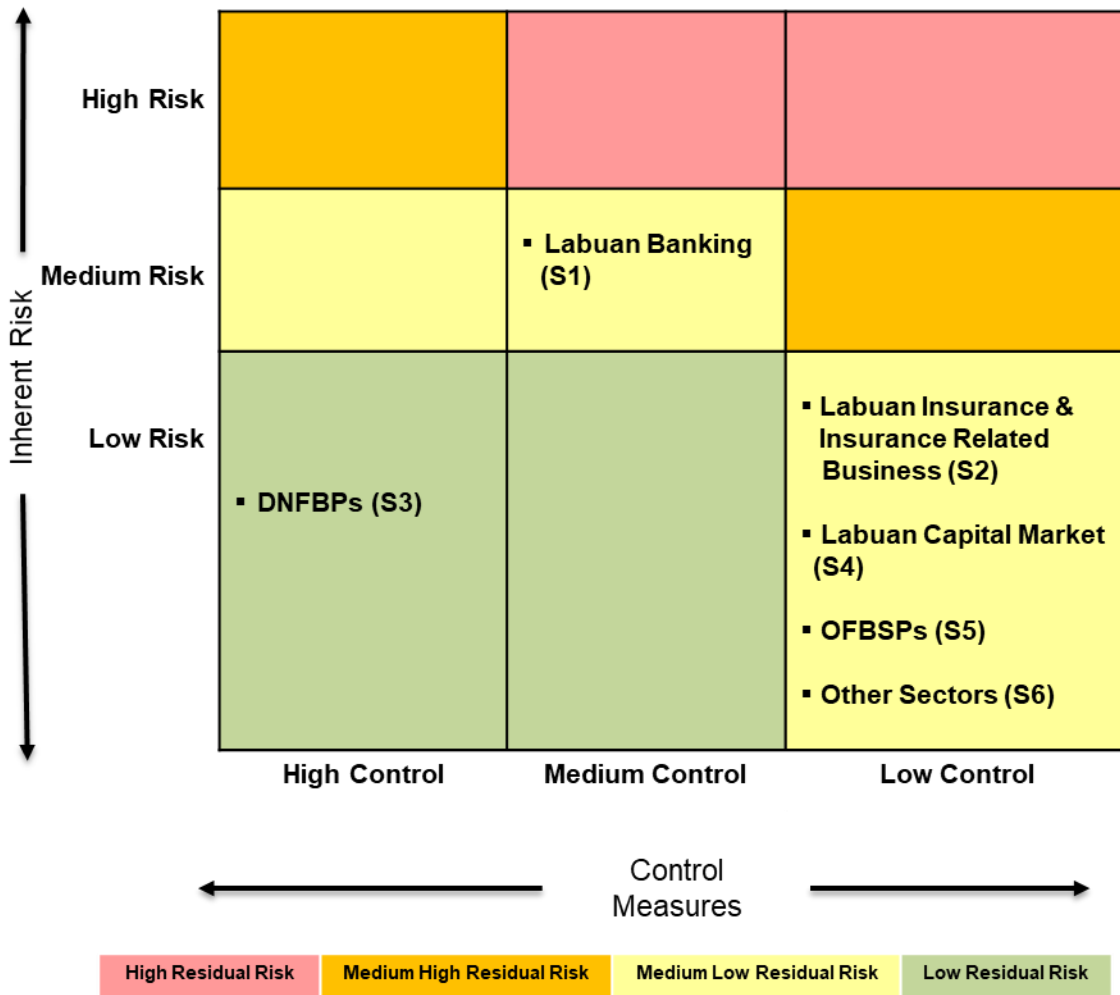 High Risk
Medium Risk
▪ Labuan Banking
(S1)
Inherent Risk
Low Risk
▪ Labuan Insurance &
Insurance Related
Business (S2)
▪ DNFBPs (S3)
▪ Labuan Capital Market
(S4)
▪ OFBSPs (S5)
▪ Other Sectors (S6)
High Control
Medium Control
Low Control
Control
Measures
High Residual Risk
Medium High Residual Risk
Medium Low Residual Risk
Low Residual Risk